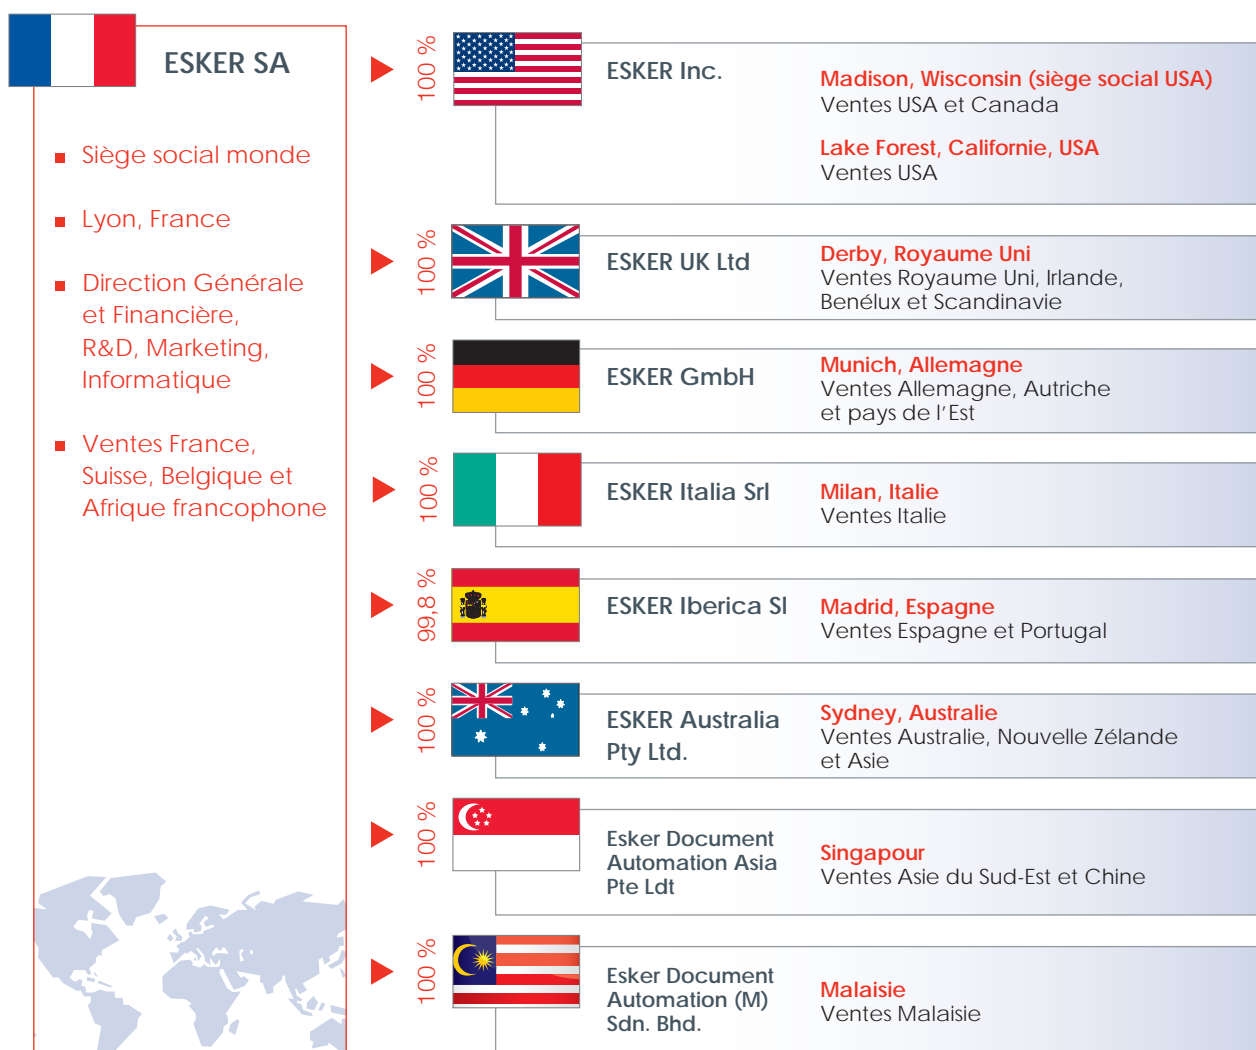 ESKER SA
Siège social monde
Lyon, France
Direction Générale
et Financière,
R&D, Marketing,
Informatique
Ventes France,
Suisse, Belgique et
Afrique francophone
100 %
ESKER Inc.
Madison, Wisconsin (siège social USA)
Ventes USA et Canada
Lake Forest, Californie, USA
Ventes USA
100 %
ESKER UK Ltd
Derby, Royaume Uni
Ventes Royaume Uni, Irlande,
Benélux et Scandinavie
100 %
ESKER GmbH
Munich, Allemagne
Ventes Allemagne, Autriche
et pays de l'Est
100 %
ESKER Italia Srl
Milan, Italie
Ventes Italie
99,8 %
ESKER Iberica Sl
Madrid, Espagne
Ventes Espagne et Portugal
100 %
ESKER Australia
Pty Ltd.
Sydney, Australie
Ventes Australie, Nouvelle Zélande
et Asie
100 %
Esker Document
Automation Asia
Pte Ldt
Singapour
Ventes Asie du Sud-Est et Chine
100 %
Esker Document
Automation (M)
Sdn. Bhd.
Malaisie
Ventes Malaisie